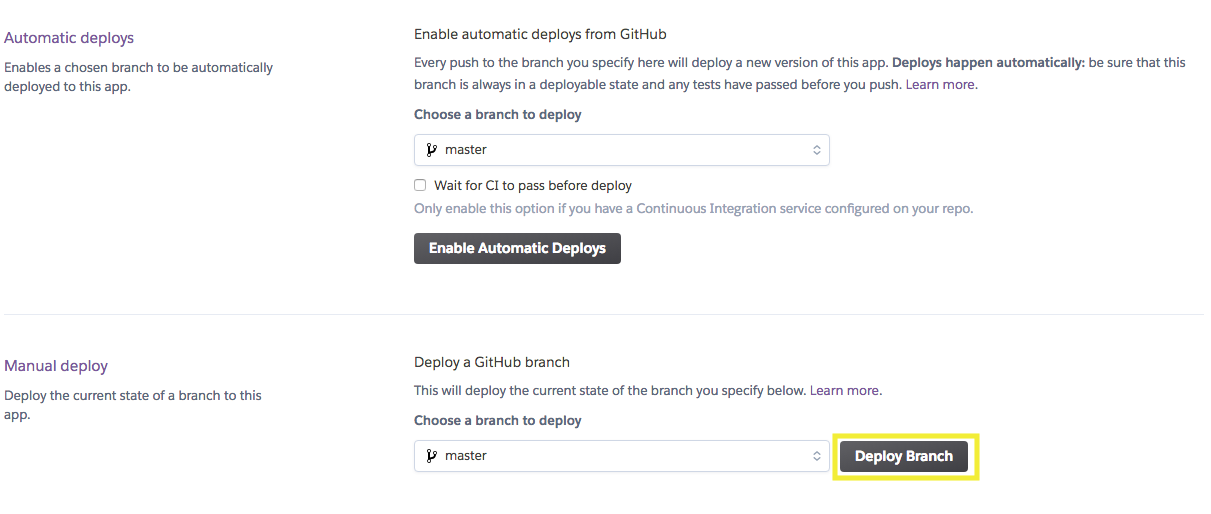 Automatic deploys
Enables a chosen branch to be automatically
deployed to this app.
Enable automatic deploys from GitHub
Every push to the branch you specify here will deploy a new version of this app. Deploys happen automatically: be sure that this
branch is always in a deployable state and any tests have passed before you push. Learn more.
Choose a branch to deploy
master
Wait for CI to pass before deploy
Only enable this option if you have a Continuous Integration service configured on your repo.
Enable Automatic Deploys
Manual deploy
Deploy the current state of a branch to this
app.
Deploy a GitHub branch
This will deploy the current state of the branch you specify below. Learn more.
Choose a branch to deploy
master
Deploy Branch